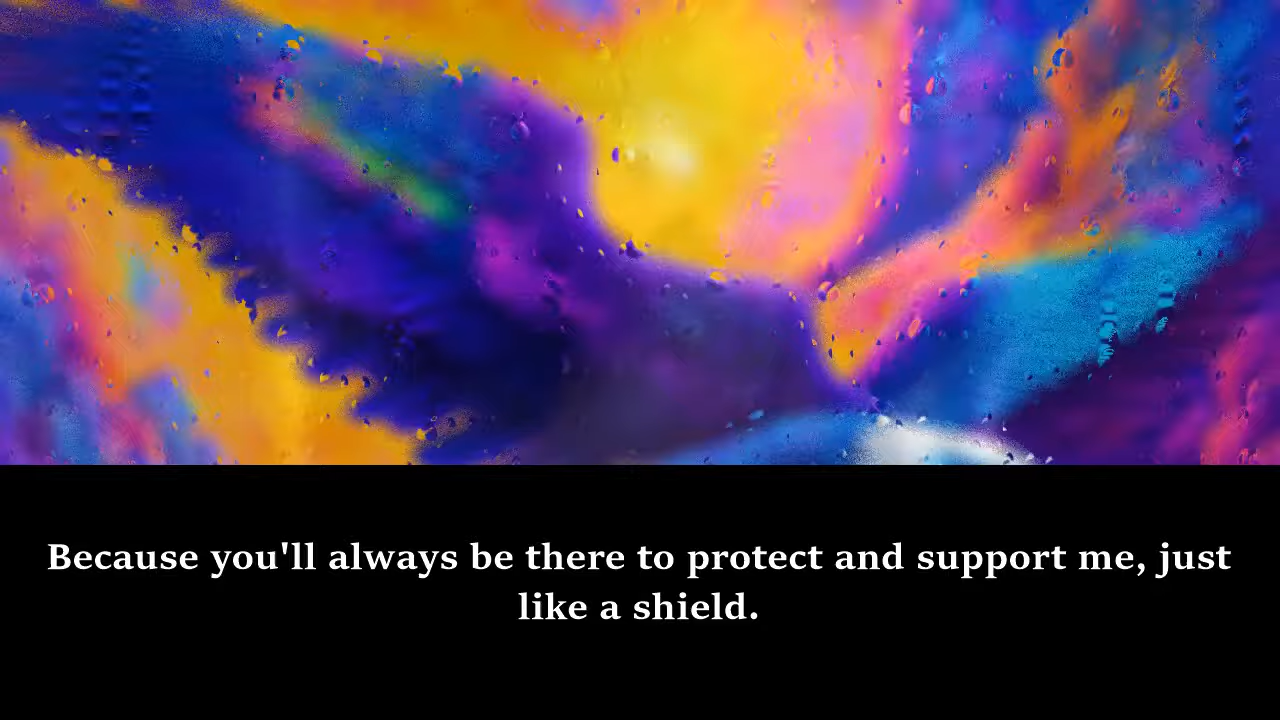 Because you'll always be there to protect and support me, just
like a shield.